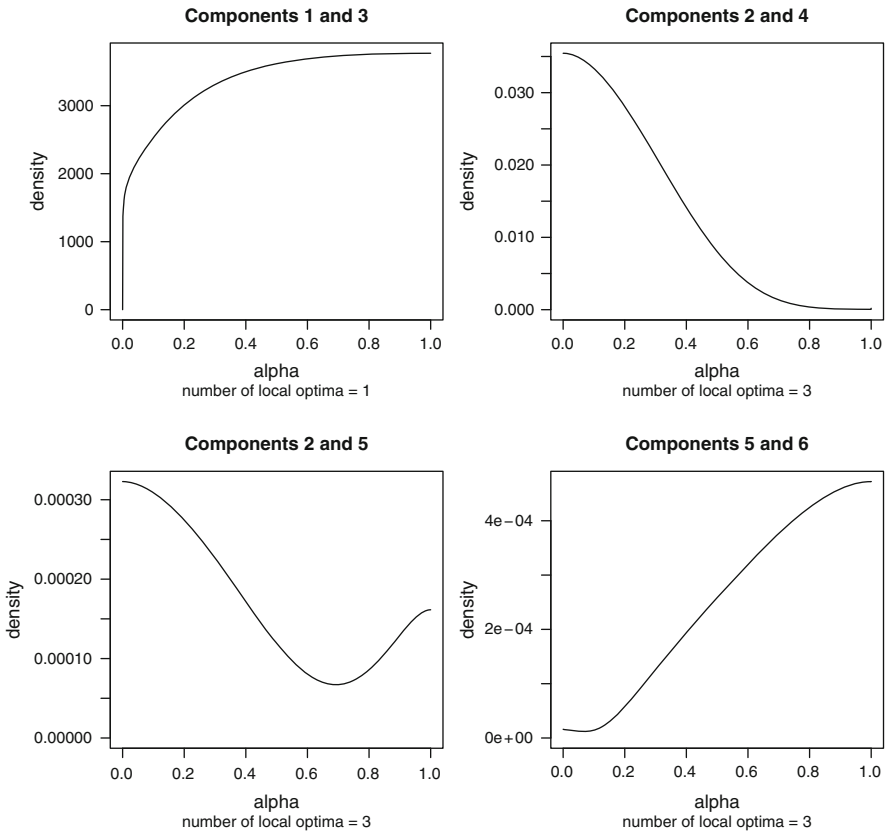 Components 1 and 3
density
3000
2000
1000
0
0.0 0.2 0.4 0.6 0.8 1.0
alpha
number of local optima = 1
Components 2 and 4
density
0.030
0.020
0.010
0.000
0.0 0.2 0.4 0.6 0.8 1.0
alpha
number of local optima = 3
Components 2 and 5
density
0.00030
0.00020
0.00010
0.00000
0.0 0.2 0.4 0.6 0.8 1.0
alpha
number of local optima = 3
Components 5 and 6
density
4e−04
2e−04
0e+00
0.0 0.2 0.4 0.6 0.8 1.0
alpha
number of local optima = 3